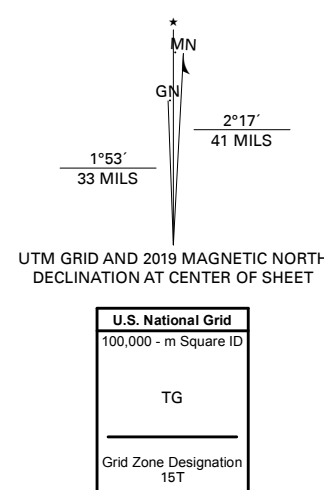 ★
MN
GN
1°53´
33 MILS
2°17´
41 MILS
UTM GRID AND 2019 MAGNETIC NORTH
DECLINATION AT CENTER OF SHEET
U.S. National Grid
100,000 - m Square ID
TG
Grid Zone Designation
15T